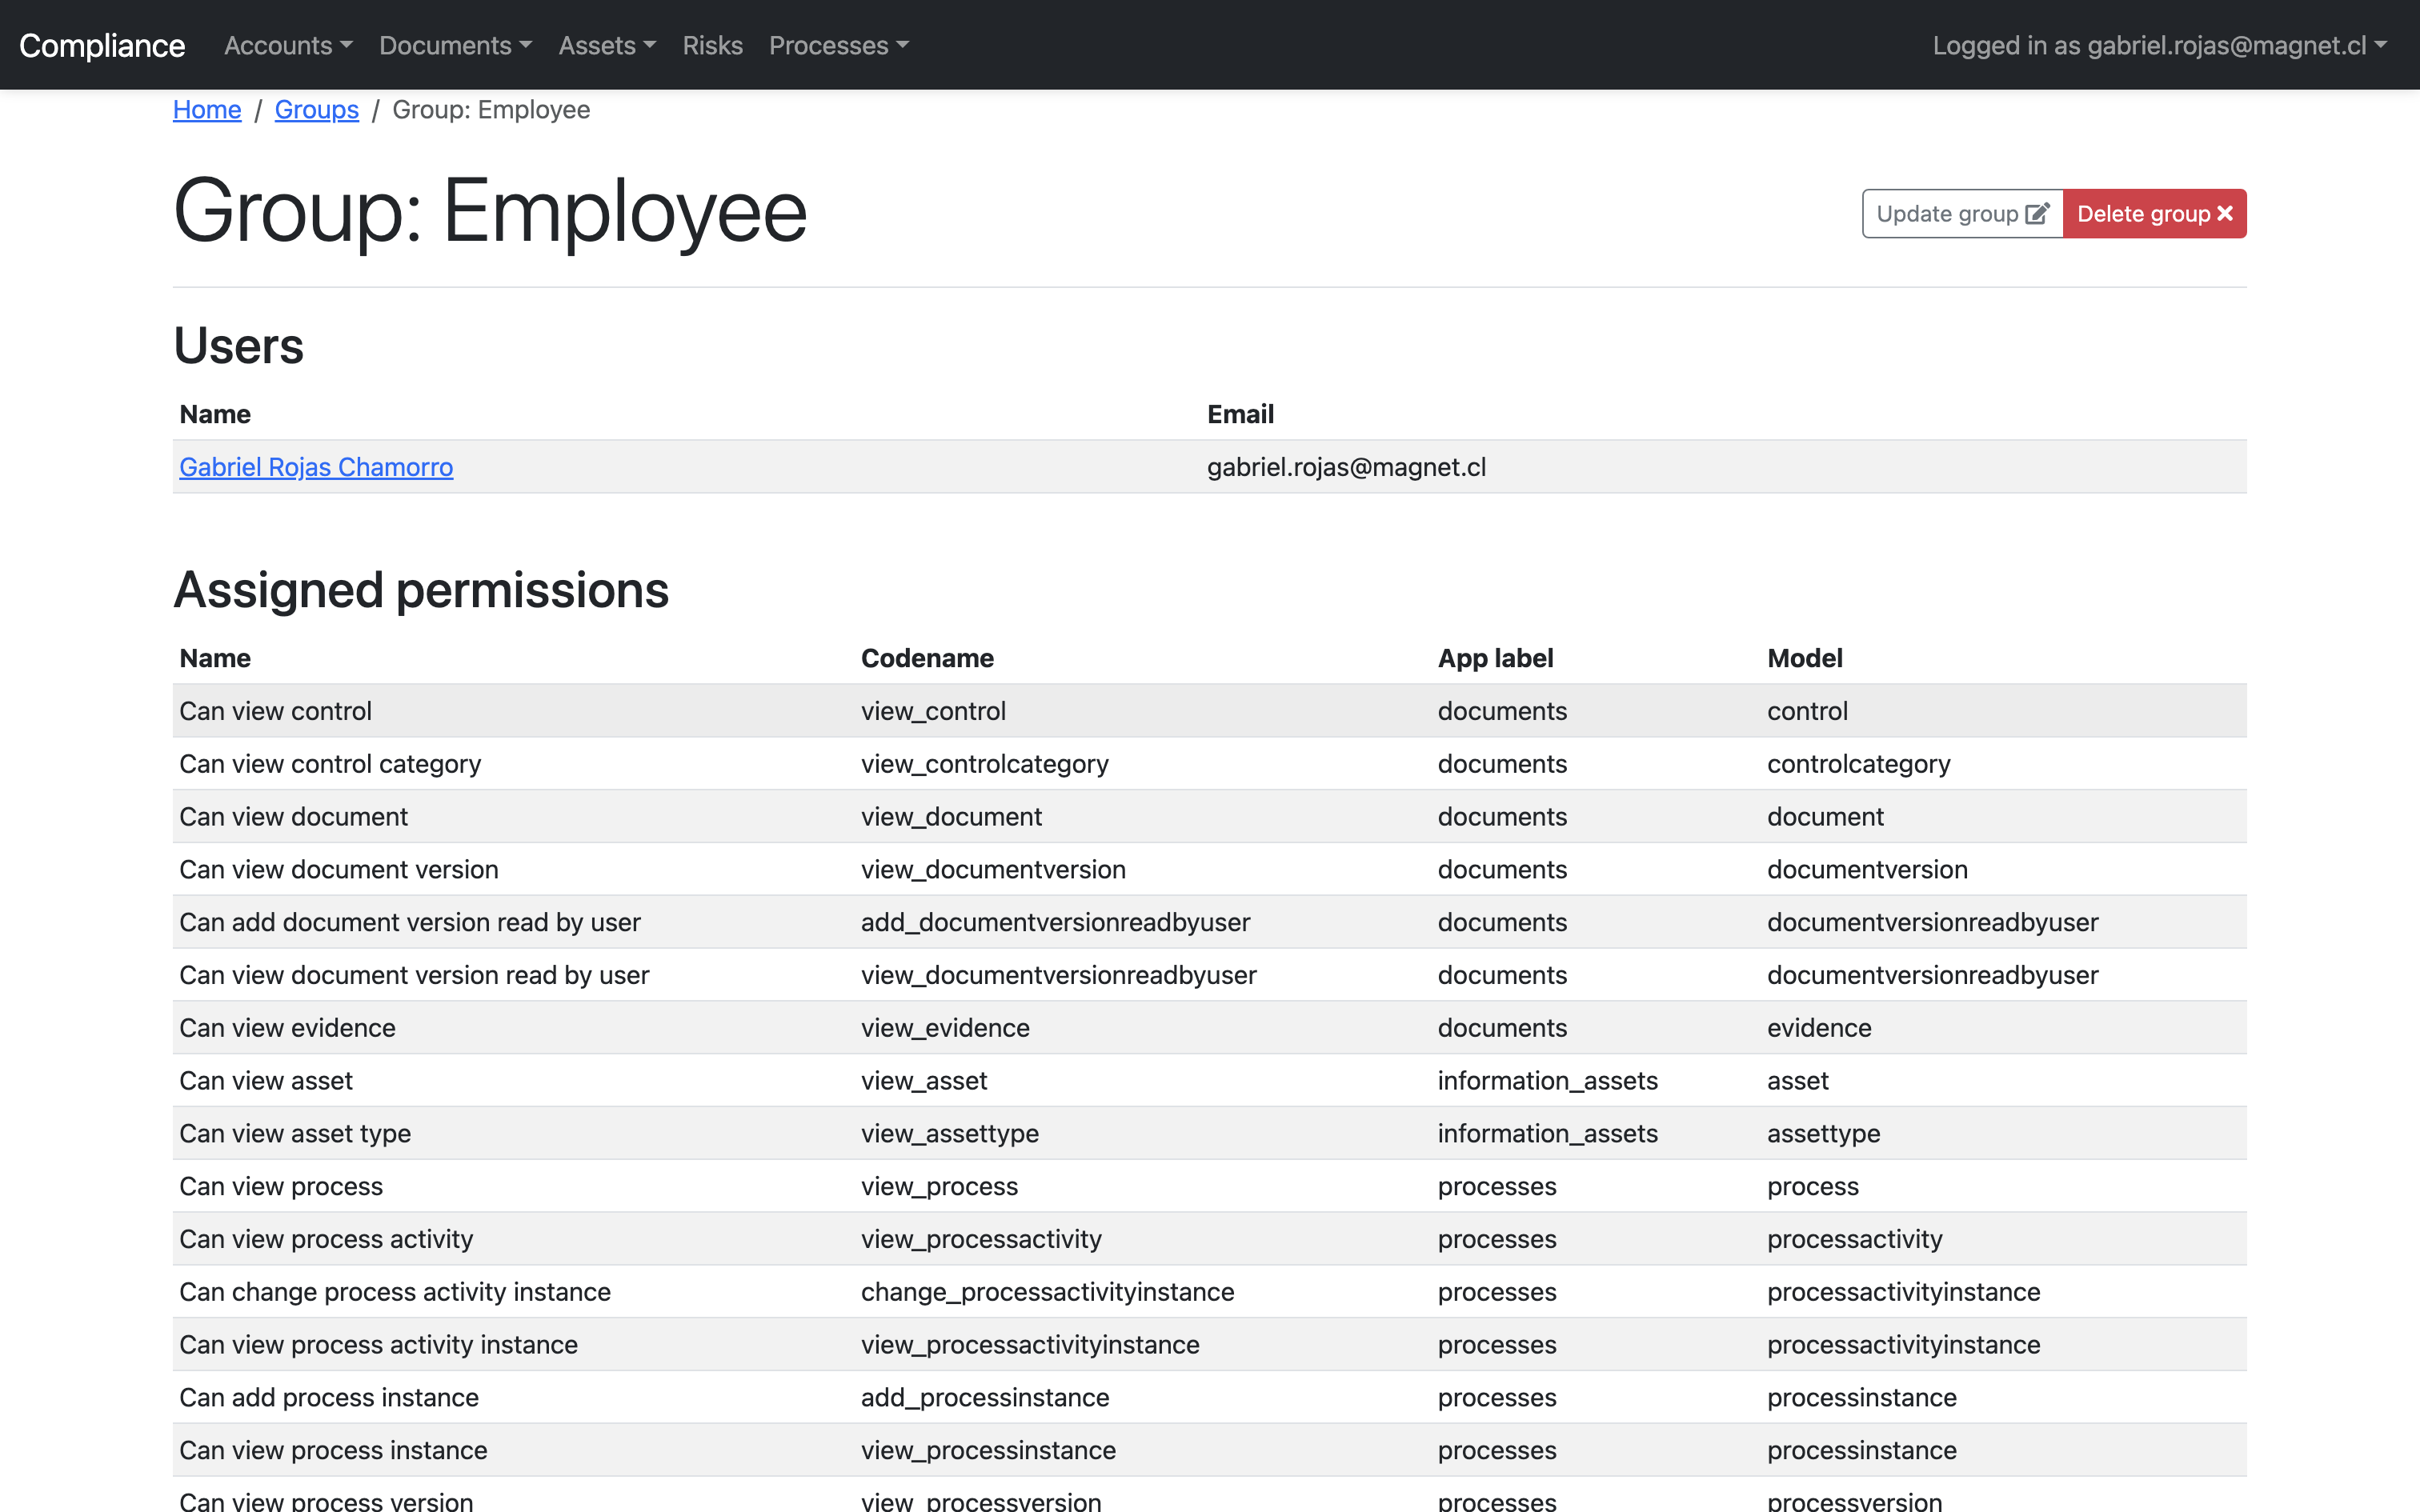 Compliance Accounts Documents Assets Risks Processes Logged in as gabriel.rojas@magnet.cl
Home / Groups / Group: Employee
Group: Employee Update group Delete group
Users
Name Email
Gabriel Rojas Chamorro gabriel.rojas@magnet.cl
Assigned permissions
Name Codename App label Model
Can view control view_control documents control
Can view control category view_controlcategory documents controlcategory
Can view document view_document documents document
Can view document version view_documentversion documents documentversion
Can add document version read by user add_documentversionreadbyuser documents documentversionreadbyuser
Can view document version read by user view_documentversionreadbyuser documents documentversionreadbyuser
Can view evidence view_evidence documents evidence
Can view asset view_asset information_assets asset
Can view asset type view_assettype information_assets assettype
Can view process view_process processes process
Can view process activity view_processactivity processes processactivity
Can change process activity instance change_processactivityinstance processes processactivityinstance
Can view process activity instance view_processactivityinstance processes processactivityinstance
Can add process instance add_processinstance processes processinstance
Can view process instance view_processinstance processes processinstance
Can view process version view_processversion processes processversion